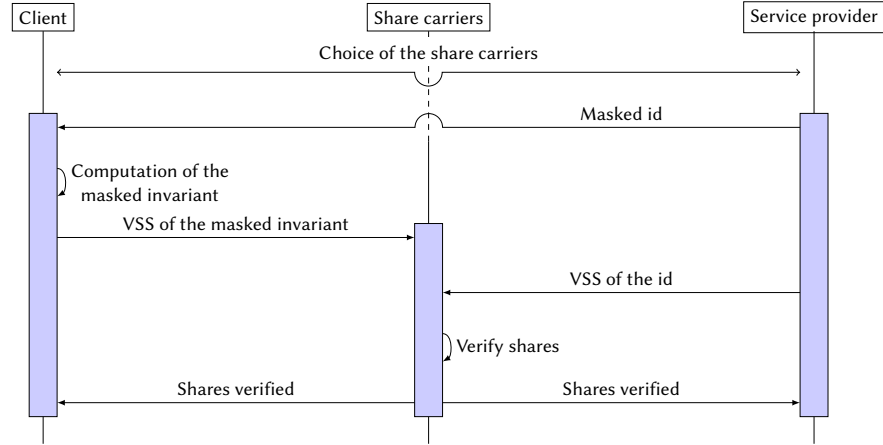 Client
Share carriers
Service provider
Choice of the share carriers
Masked id
Computation of the
masked invariant
VSS of the masked invariant
VSS of the id
Verify shares
Shares verified
Shares verified